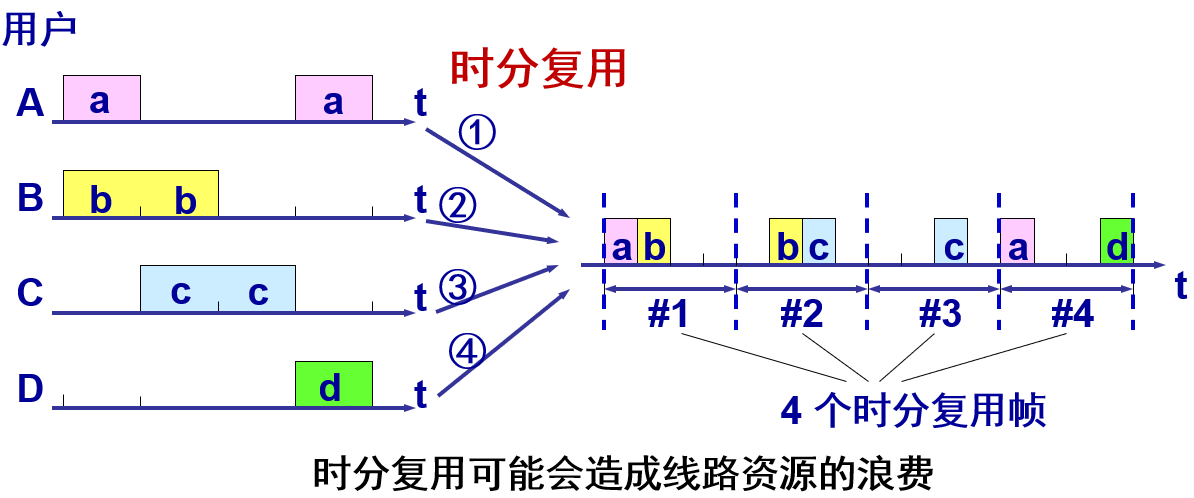 用户
时分复用
A a a t
①
B b b t
②
a b b c c a d
C c c t
③
t
#1 #2 #3 #4
④
D d t
4 个时分复用帧
时分复用可能会造成线路资源的浪费